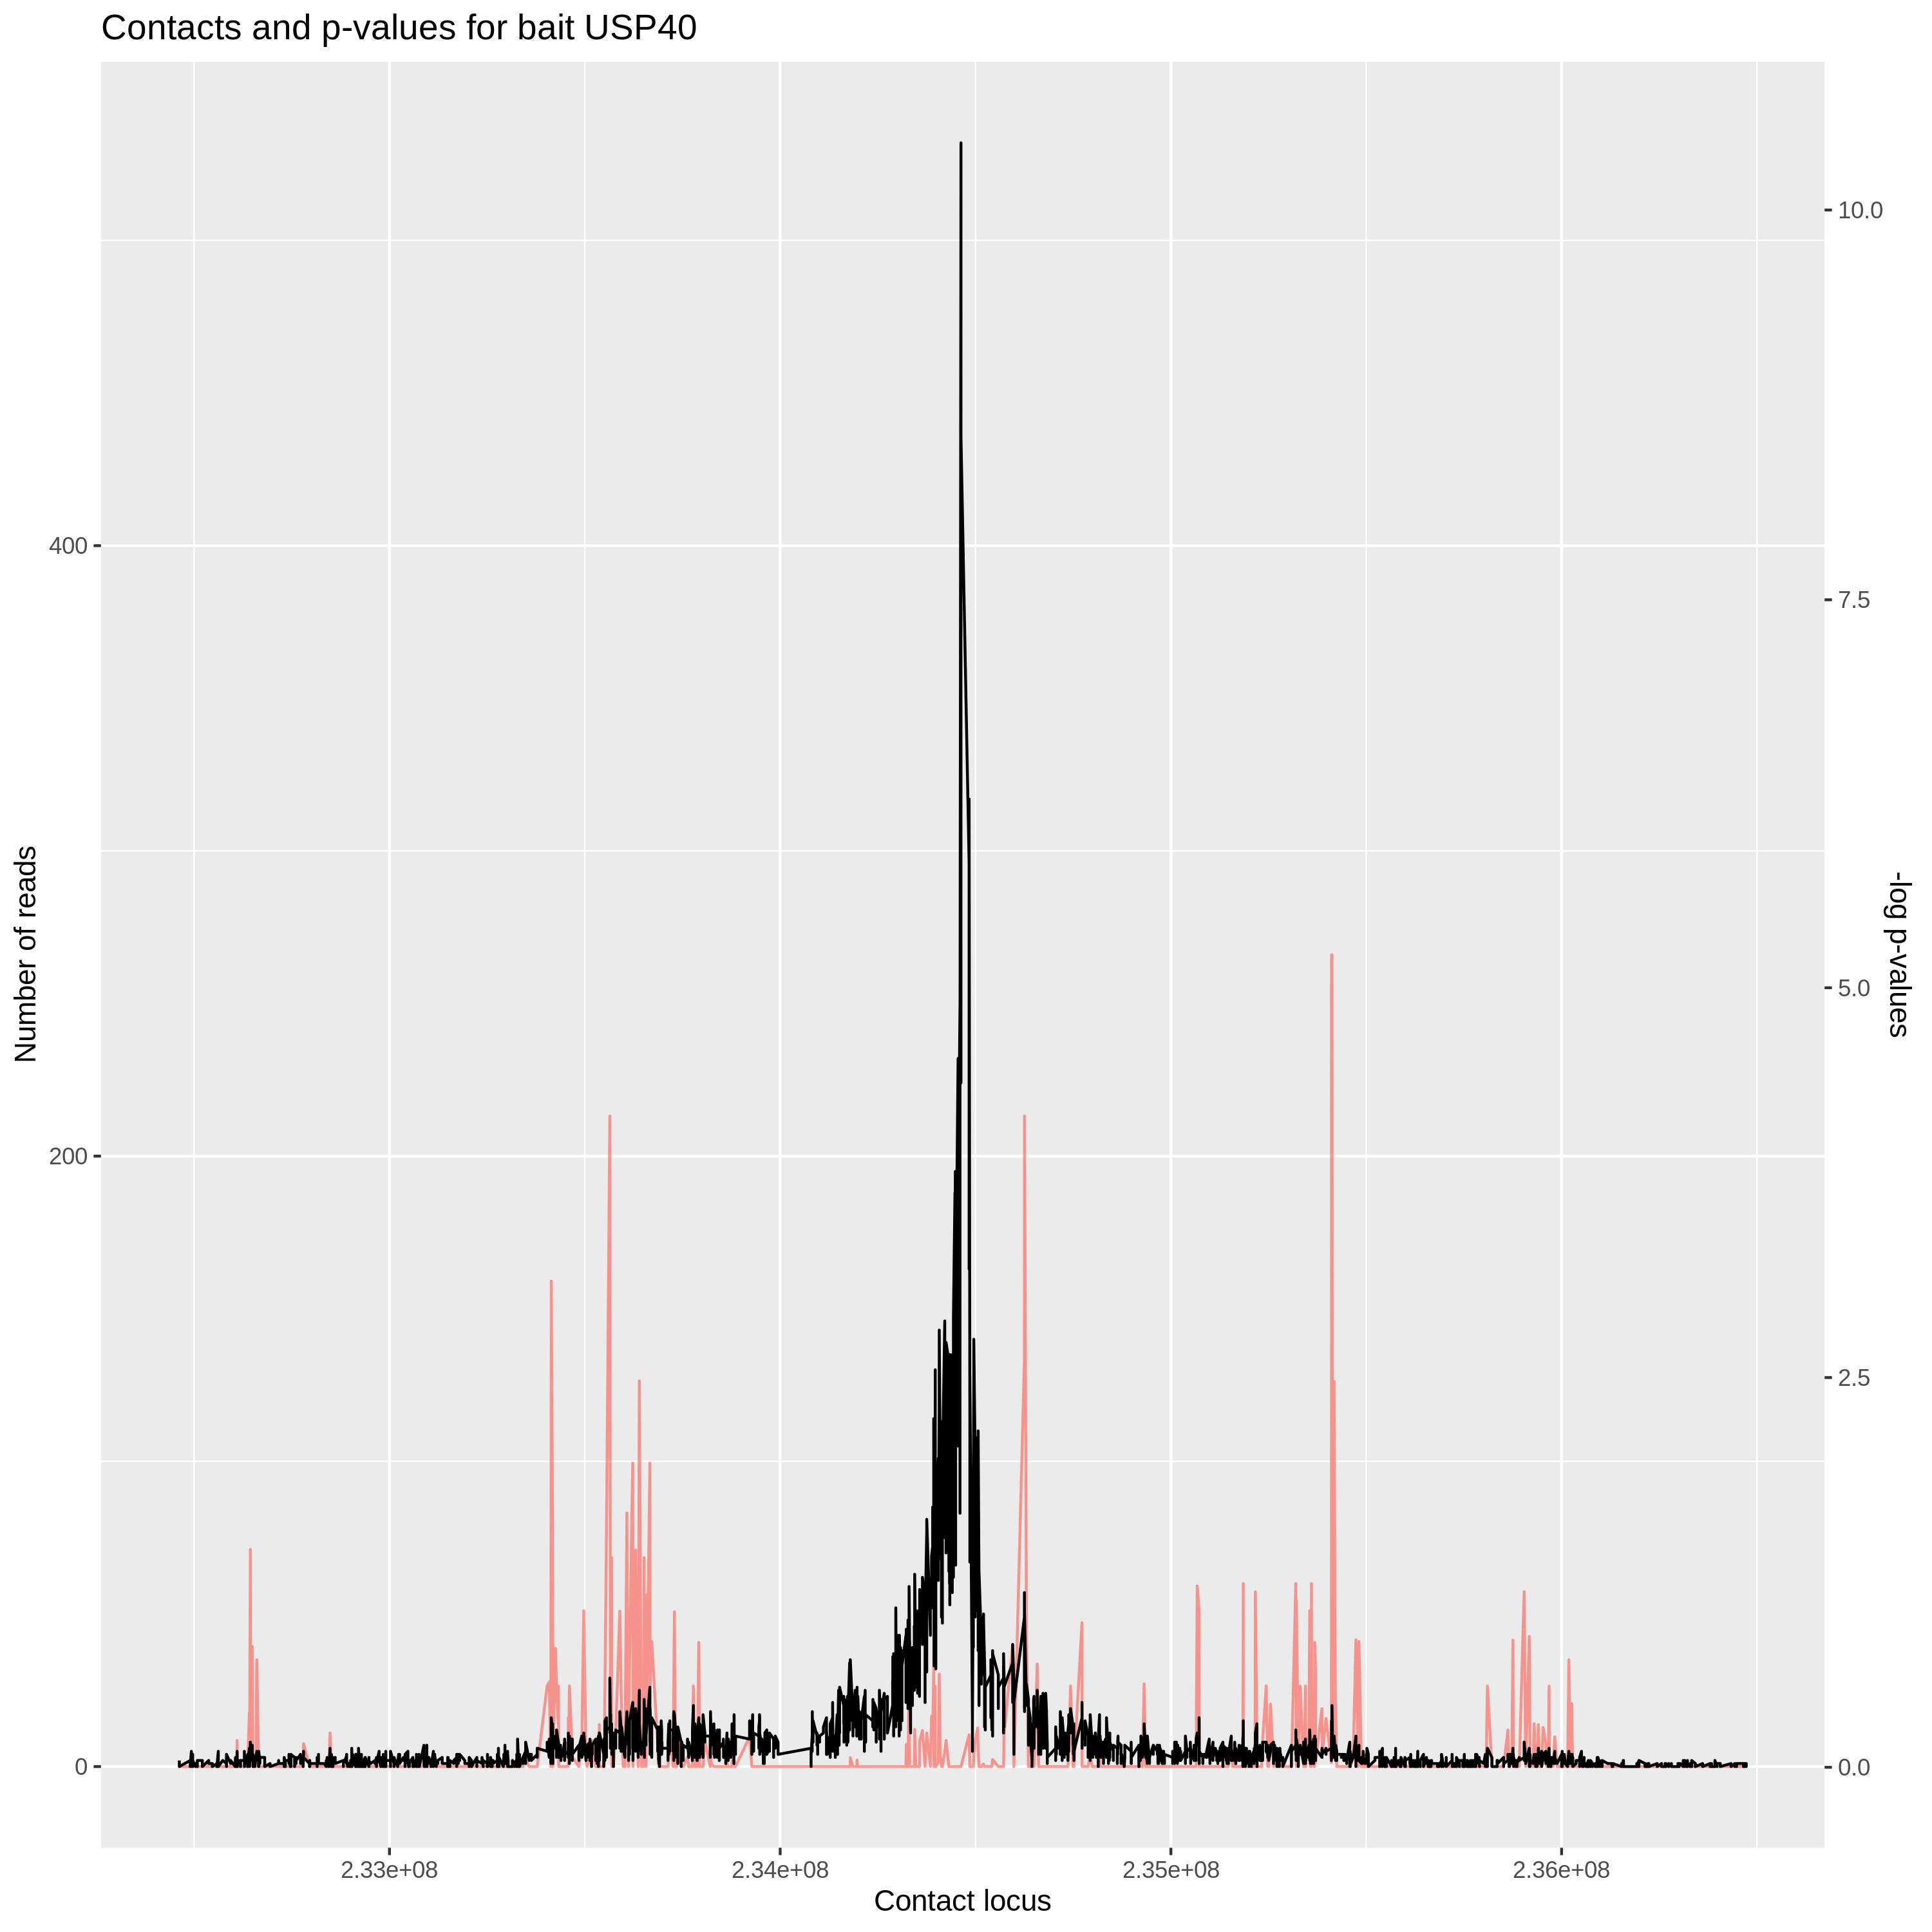 Contacts and p-values for bait USP40
10.0
400
7.5
Number of reads
-log p-values
5.0
200
2.5
0
0.0
2.33e+08
2.34e+08
2.35e+08
2.36e+08
Contact locus